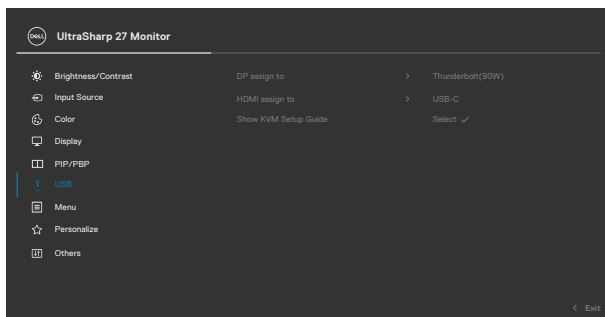 DELL UltraSharp 27 Monitor
Brightness/Contrast DP assign to > Thunderbolt(90W)
Input Source HDMI assign to > USB-C
Color Show KVM Setup Guide Select ✓
Display
PIP/PBP
USB
Menu
Personalize
Others
< Exit